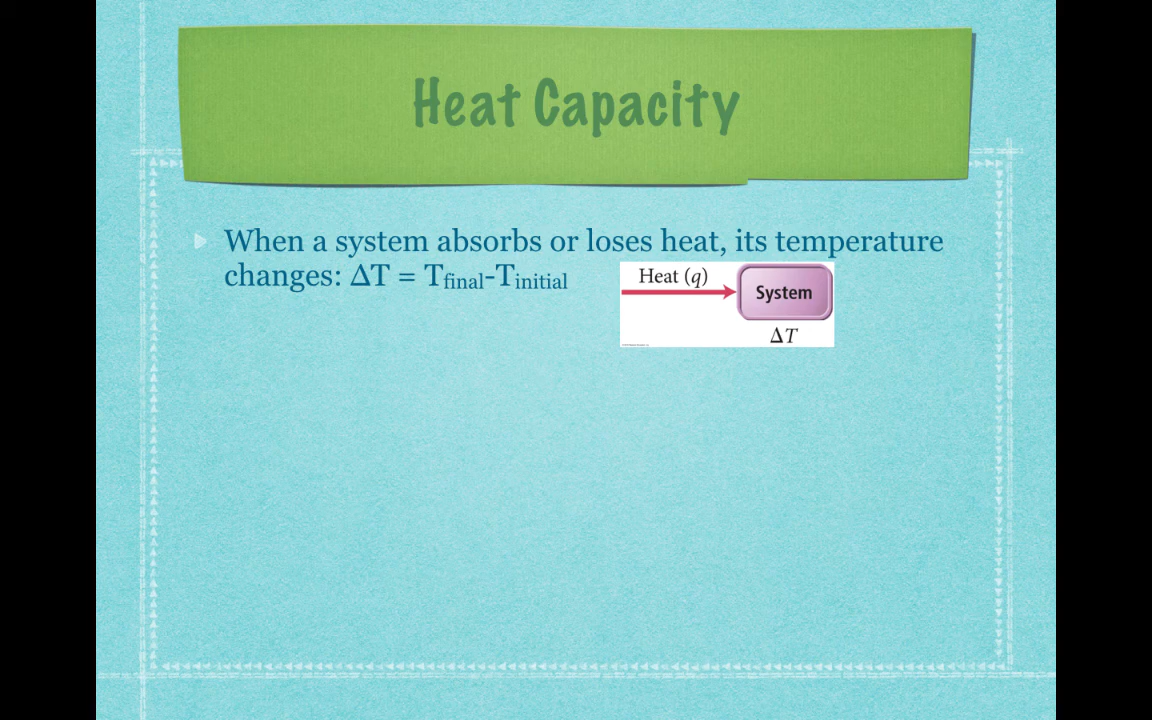 Heat Capacity
When a system absorbs or loses heat, its temperature
changes: ΔT = Tfinal-Tinitial
Heat (q)
System
ΔT